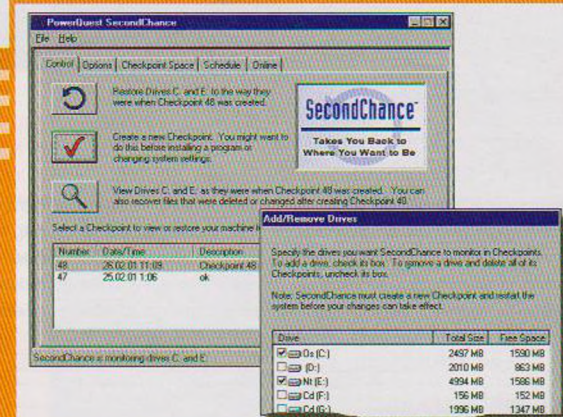 PowerQuest SecondChance
File Help
Control Options Checkpoint Space Schedule Online
Restore Drives C: and E: to the way they
were when Checkpoint 48 was created.
Create a new Checkpoint. You might want to
do this before installing a program or
changing system settings.
SecondChance™
Takes You Back to
Where You Want to Be
View Drives C: and E: as they were when Checkpoint 48 was created. You can
also recover files that were deleted or changed after creating Checkpoint 48.
Select a Checkpoint to view or restore your machine
Number Date/Time Description
48 26.02.01 11:09 Checkpoint 48
47 25.02.01 1:06 ok
SecondChance is monitoring drives C: and E:
Add/Remove Drives
Specify the drives you want SecondChance to monitor in Checkpoints.
To add a drive, check its box. To remove a drive and delete all of its
Checkpoints, uncheck its box.
Note: SecondChance must create a new Checkpoint and restart the
system before your changes can take effect.
Drive Total Size Free Space
Os (C:) 2497 MB 1590 MB
(D:) 2010 MB 863 MB
Nt (E:) 4994 MB 1586 MB
Cd (F:) 156 MB 152 MB
Cd (G:) 1996 MB 1347 MB